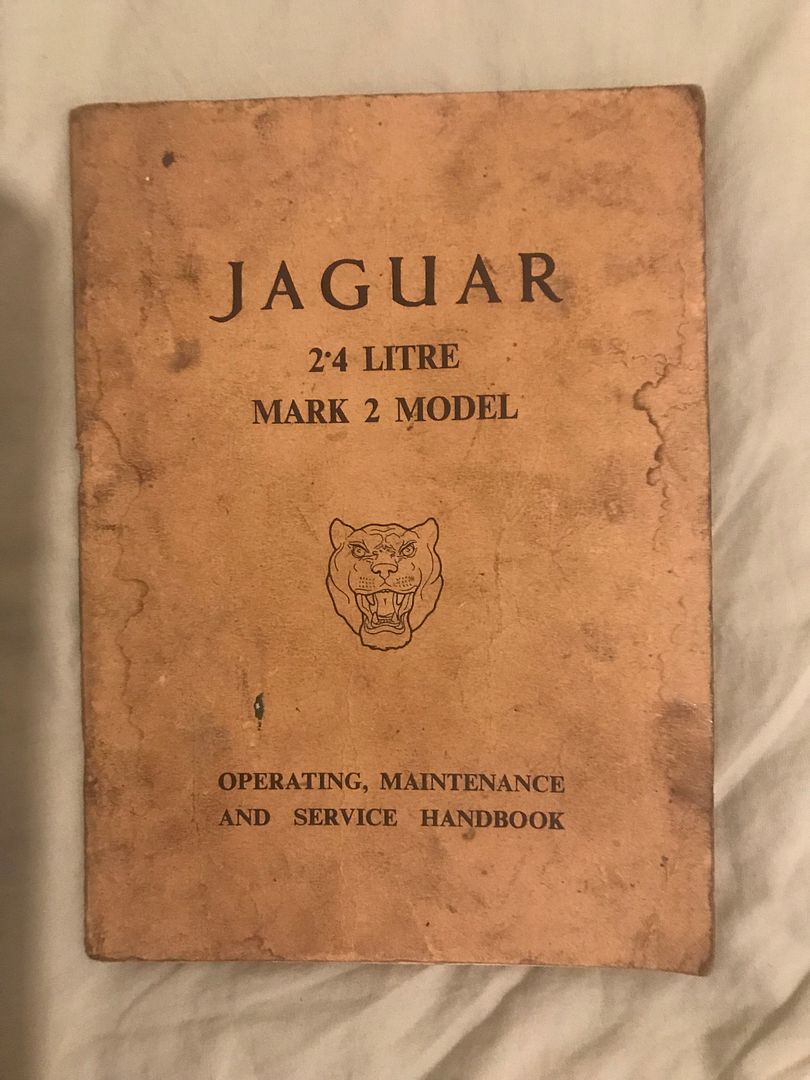 JAGUAR
2·4 LITRE
MARK 2 MODEL
OPERATING, MAINTENANCE
AND SERVICE HANDBOOK